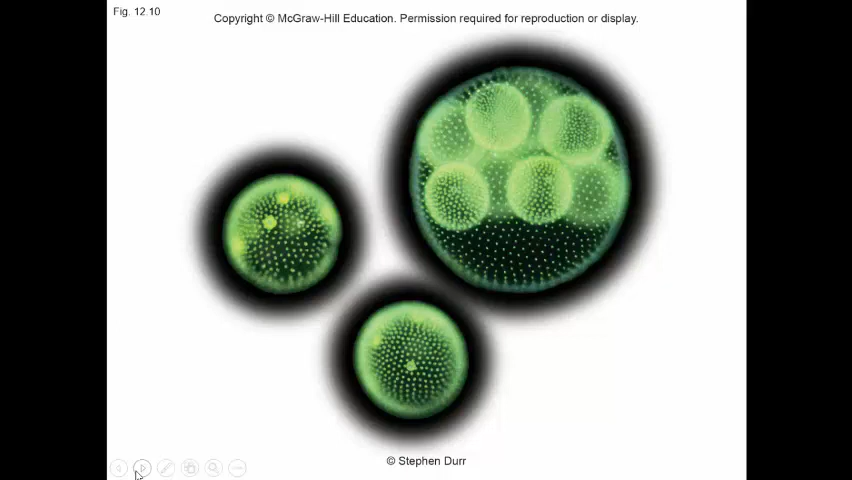 Fig. 12.10
Copyright © McGraw-Hill Education. Permission required for reproduction or display.
© Stephen Durr